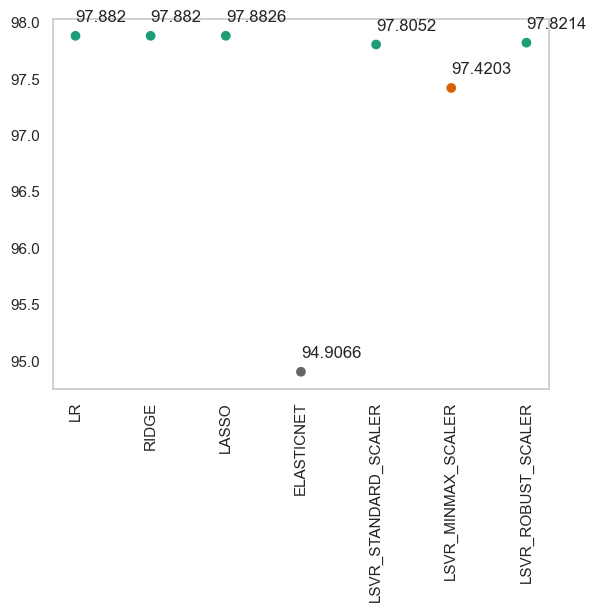 98.0
97.5
97.0
96.5
96.0
95.5
95.0
97.882
97.882
97.8826
94.9066
97.8052
97.4203
97.8214
LR
RIDGE
LASSO
ELASTICNET
LSVR_STANDARD_SCALER
LSVR_MINMAX_SCALER
LSVR_ROBUST_SCALER